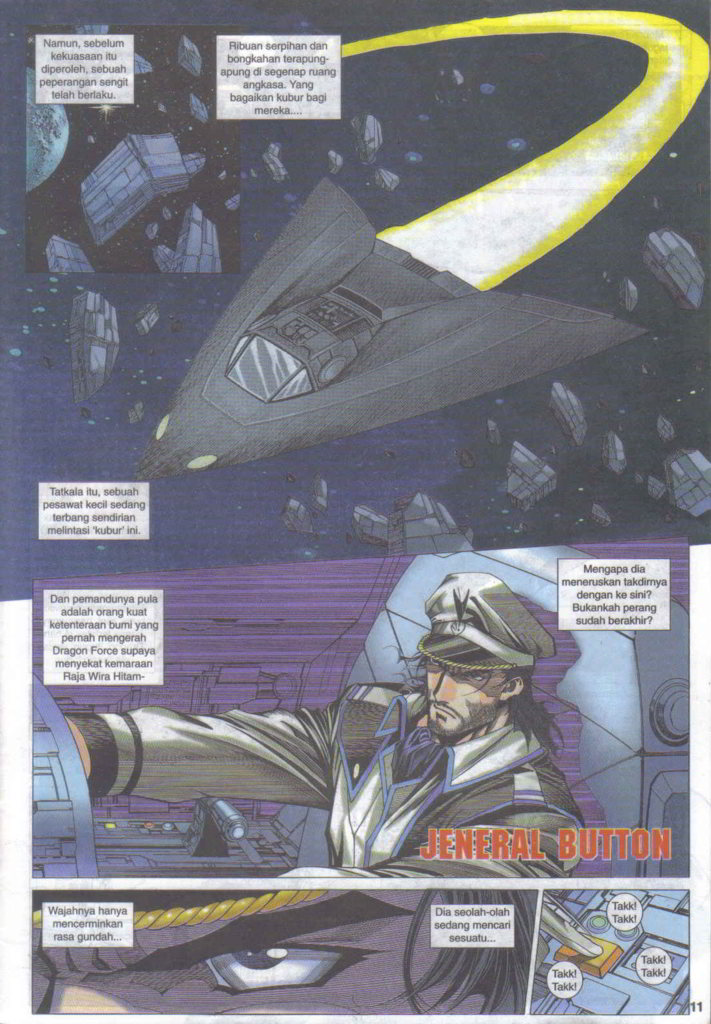 Namun, sebelum
kekuasaan itu
diperoleh, sebuah
peperangan sengit
telah berlaku.
Ribuan serpihan dan
bongkahan terapung-
apung di segenap ruang
angkasa. Yang
bagaikan kubur bagi
mereka....
Tatkala itu, sebuah
pesawat kecil sedang
terbang sendirian
melintasi 'kubur' ini.
Dan pemandunya pula
adalah orang kuat
ketenteraan bumi yang
pernah mengerah
Dragon Force supaya
menyekat kemaraan
Raja Wira Hitam-
Mengapa dia
meneruskan takdirnya
dengan ke sini?
Bukankah perang
sudah berakhir?
JENERAL BUTTON
Wajahnya hanya
mencerminkan
rasa gundah...
Dia seolah-olah
sedang mencari
sesuatu...
Takk!
Takk!
Takk!
Takk!
Takk!
Takk!
11